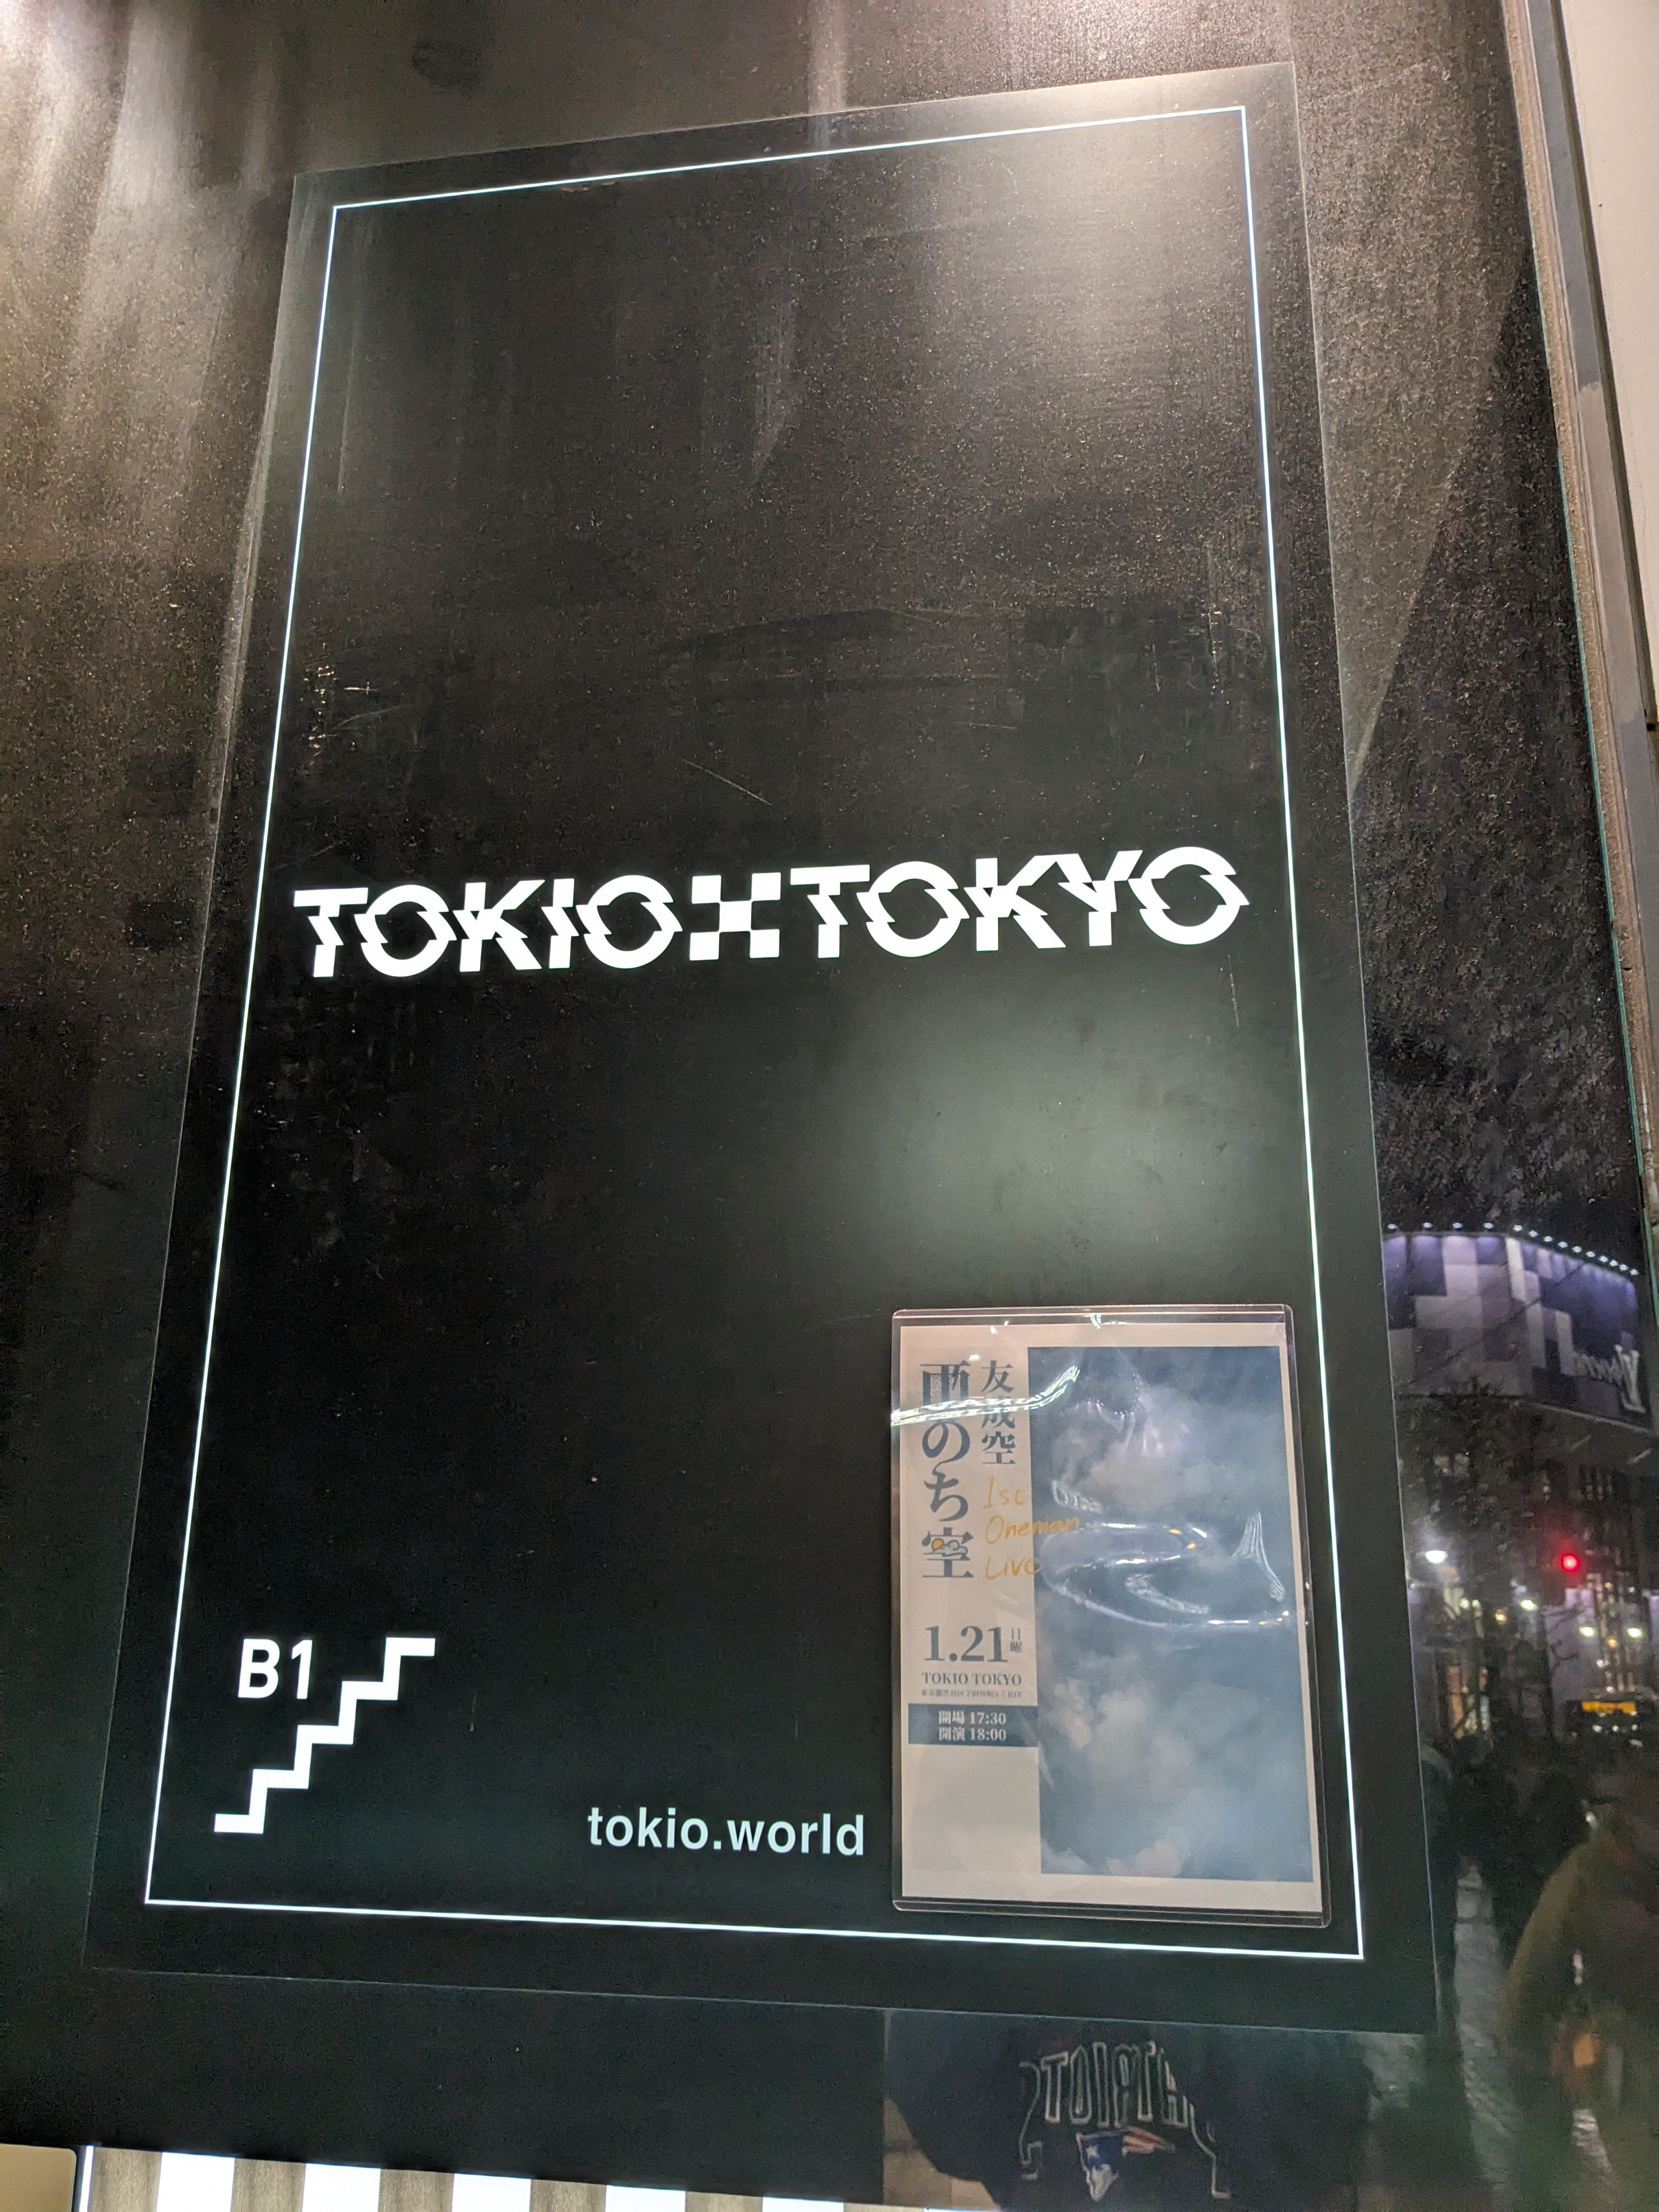 TOKIO TOKYO
友成空
雨のち空
1st
Oneman
Live
1.21 日曜
TOKIO TOKYO
開場 17:30
開演 18:00
B1
tokio.world
PATRIOTS